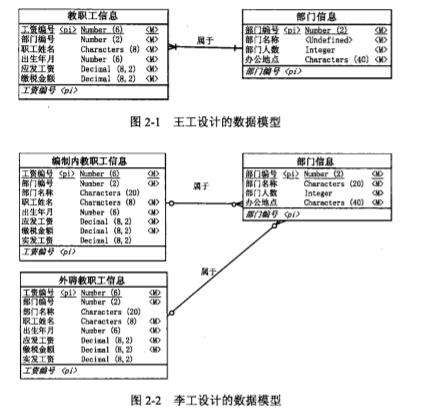 教职工信息
工资编号 <pi> Number (6) <M>
部门编号 Number (2) <M>
职工姓名 Characters (8) <M>
出生年月 Number (6) <M>
应发工资 Decimal (8,2) <M>
缴税金额 Decimal (8,2) <M>
工资编号 <pi>
属于
部门信息
部门编号 <pi> Number (2) <M>
部门名称 <Undefined> <M>
部门人数 Integer <M>
办公地点 Characters (40) <M>
部门编号 <pi>
图 2-1 王工设计的数据模型
编制内教职工信息
工资编号 <pi> Number (6) <M>
部门编号 Number (2) <M>
部门名称 Characters (20)
职工姓名 Characters (8) <M>
出生年月 Number (6)
应发工资 Decimal (8,2) <M>
缴税金额 Decimal (8,2) <M>
实发工资 Decimal (8,2)
工资编号 <pi>
属于
部门信息
部门编号 <pi> Number (2) <M>
部门名称 Characters (20) <M>
部门人数 Integer <M>
办公地点 Characters (40) <M>
部门编号 <pi>
外聘教职工信息
工资编号 <pi> Number (6) <M>
部门编号 Number (2) <M>
部门名称 Characters (20)
职工姓名 Characters (8) <M>
出生年月 Number (6) <M>
应发工资 Decimal (8,2) <M>
缴税金额 Decimal (8,2) <M>
实发工资 Decimal (8,2)
工资编号 <pi>
属于
图 2-2 李工设计的数据模型